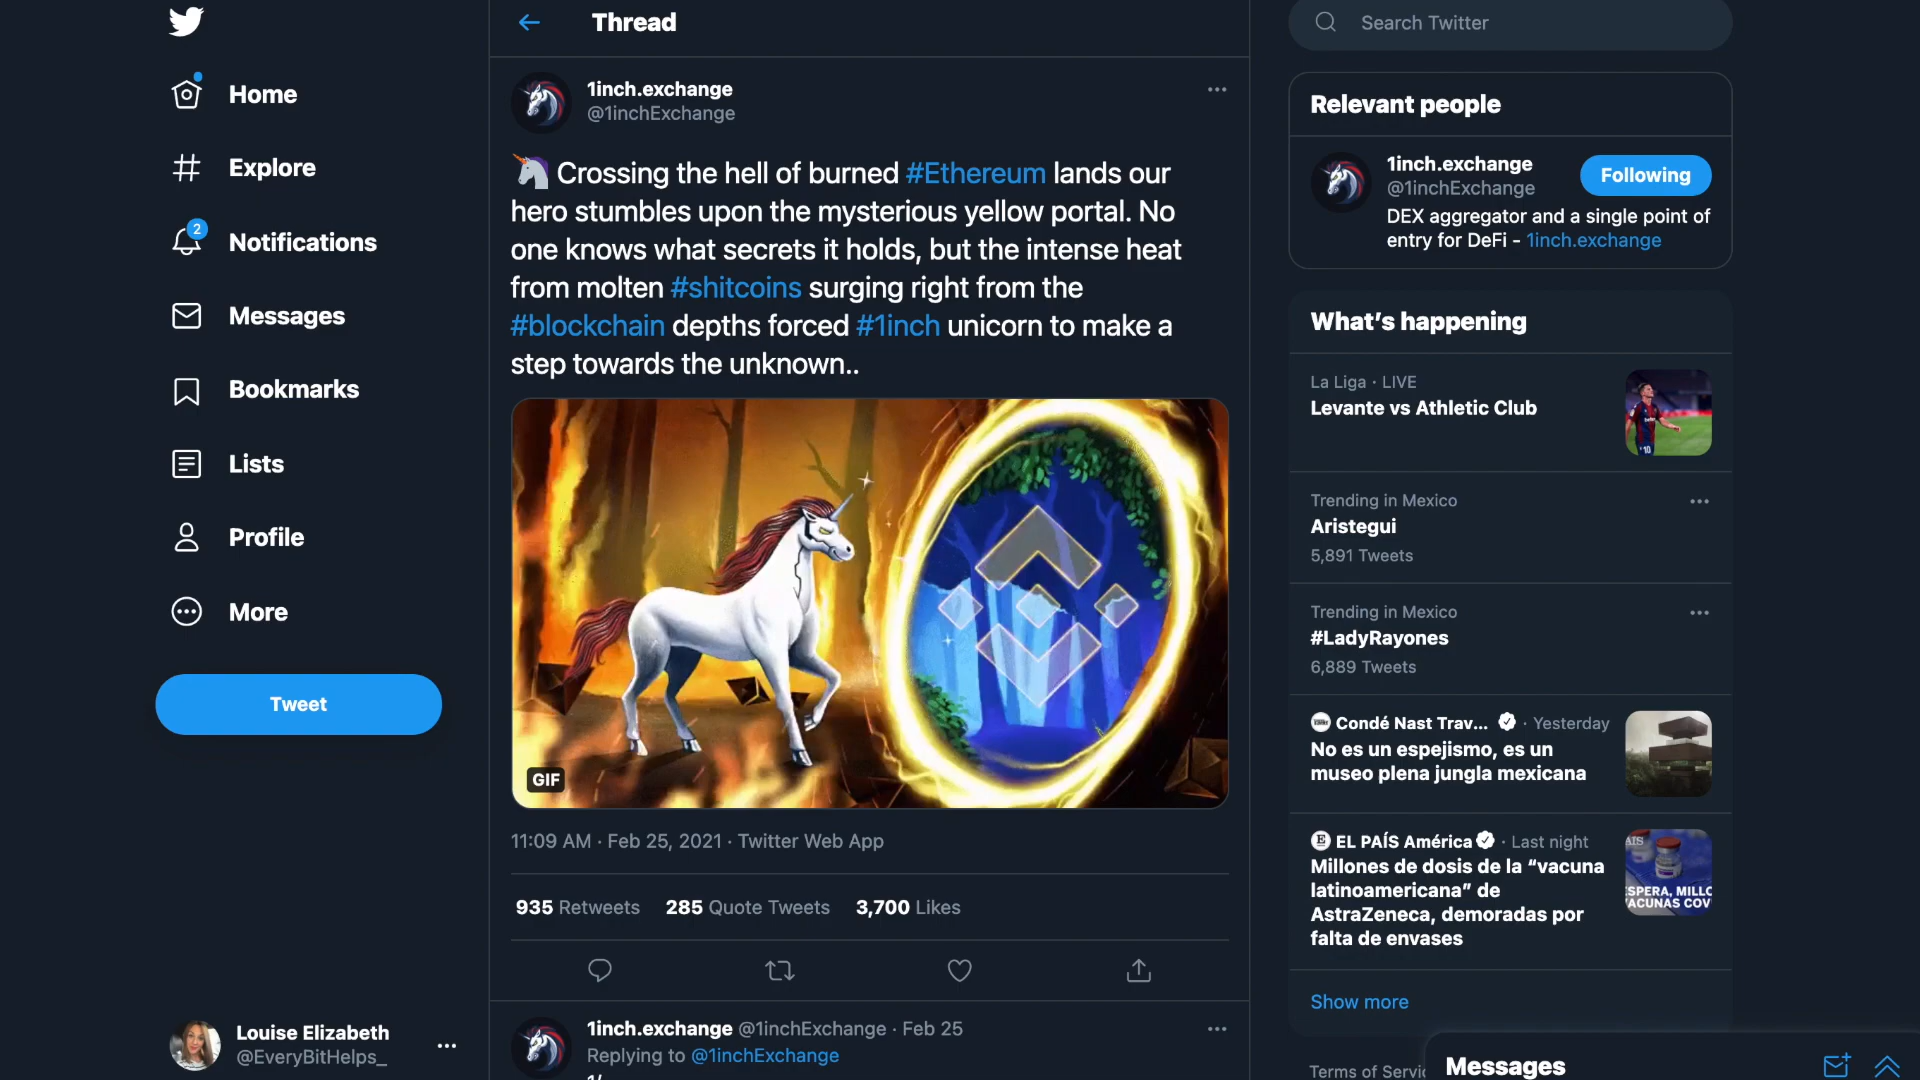 Home
Explore
2
Notifications
Messages
Bookmarks
Lists
Profile
More
Tweet
Louise Elizabeth
@EveryBitHelps_
Thread
1inch.exchange
@1inchExchange
Crossing the hell of burned #Ethereum lands our
hero stumbles upon the mysterious yellow portal. No
one knows what secrets it holds, but the intense heat
from molten #shitcoins surging right from the
#blockchain depths forced #1inch unicorn to make a
step towards the unknown..
GIF
11:09 AM · Feb 25, 2021 · Twitter Web App
935 Retweets 285 Quote Tweets 3,700 Likes
1inch.exchange @1inchExchange · Feb 25
Replying to @1inchExchange
Search Twitter
Relevant people
1inch.exchange
@1inchExchange
Following
DEX aggregator and a single point of
entry for DeFi - 1inch.exchange
What's happening
La Liga · LIVE
Levante vs Athletic Club
Trending in Mexico
Aristegui
5,891 Tweets
Trending in Mexico
#LadyRayones
6,889 Tweets
Condé Nast Trav... · Yesterday
No es un espejismo, es un
museo plena jungla mexicana
EL PAÍS América · Last night
Millones de dosis de la “vacuna
latinoamericana” de
AstraZeneca, demoradas por
falta de envases
Show more
Terms of Servic
Messages